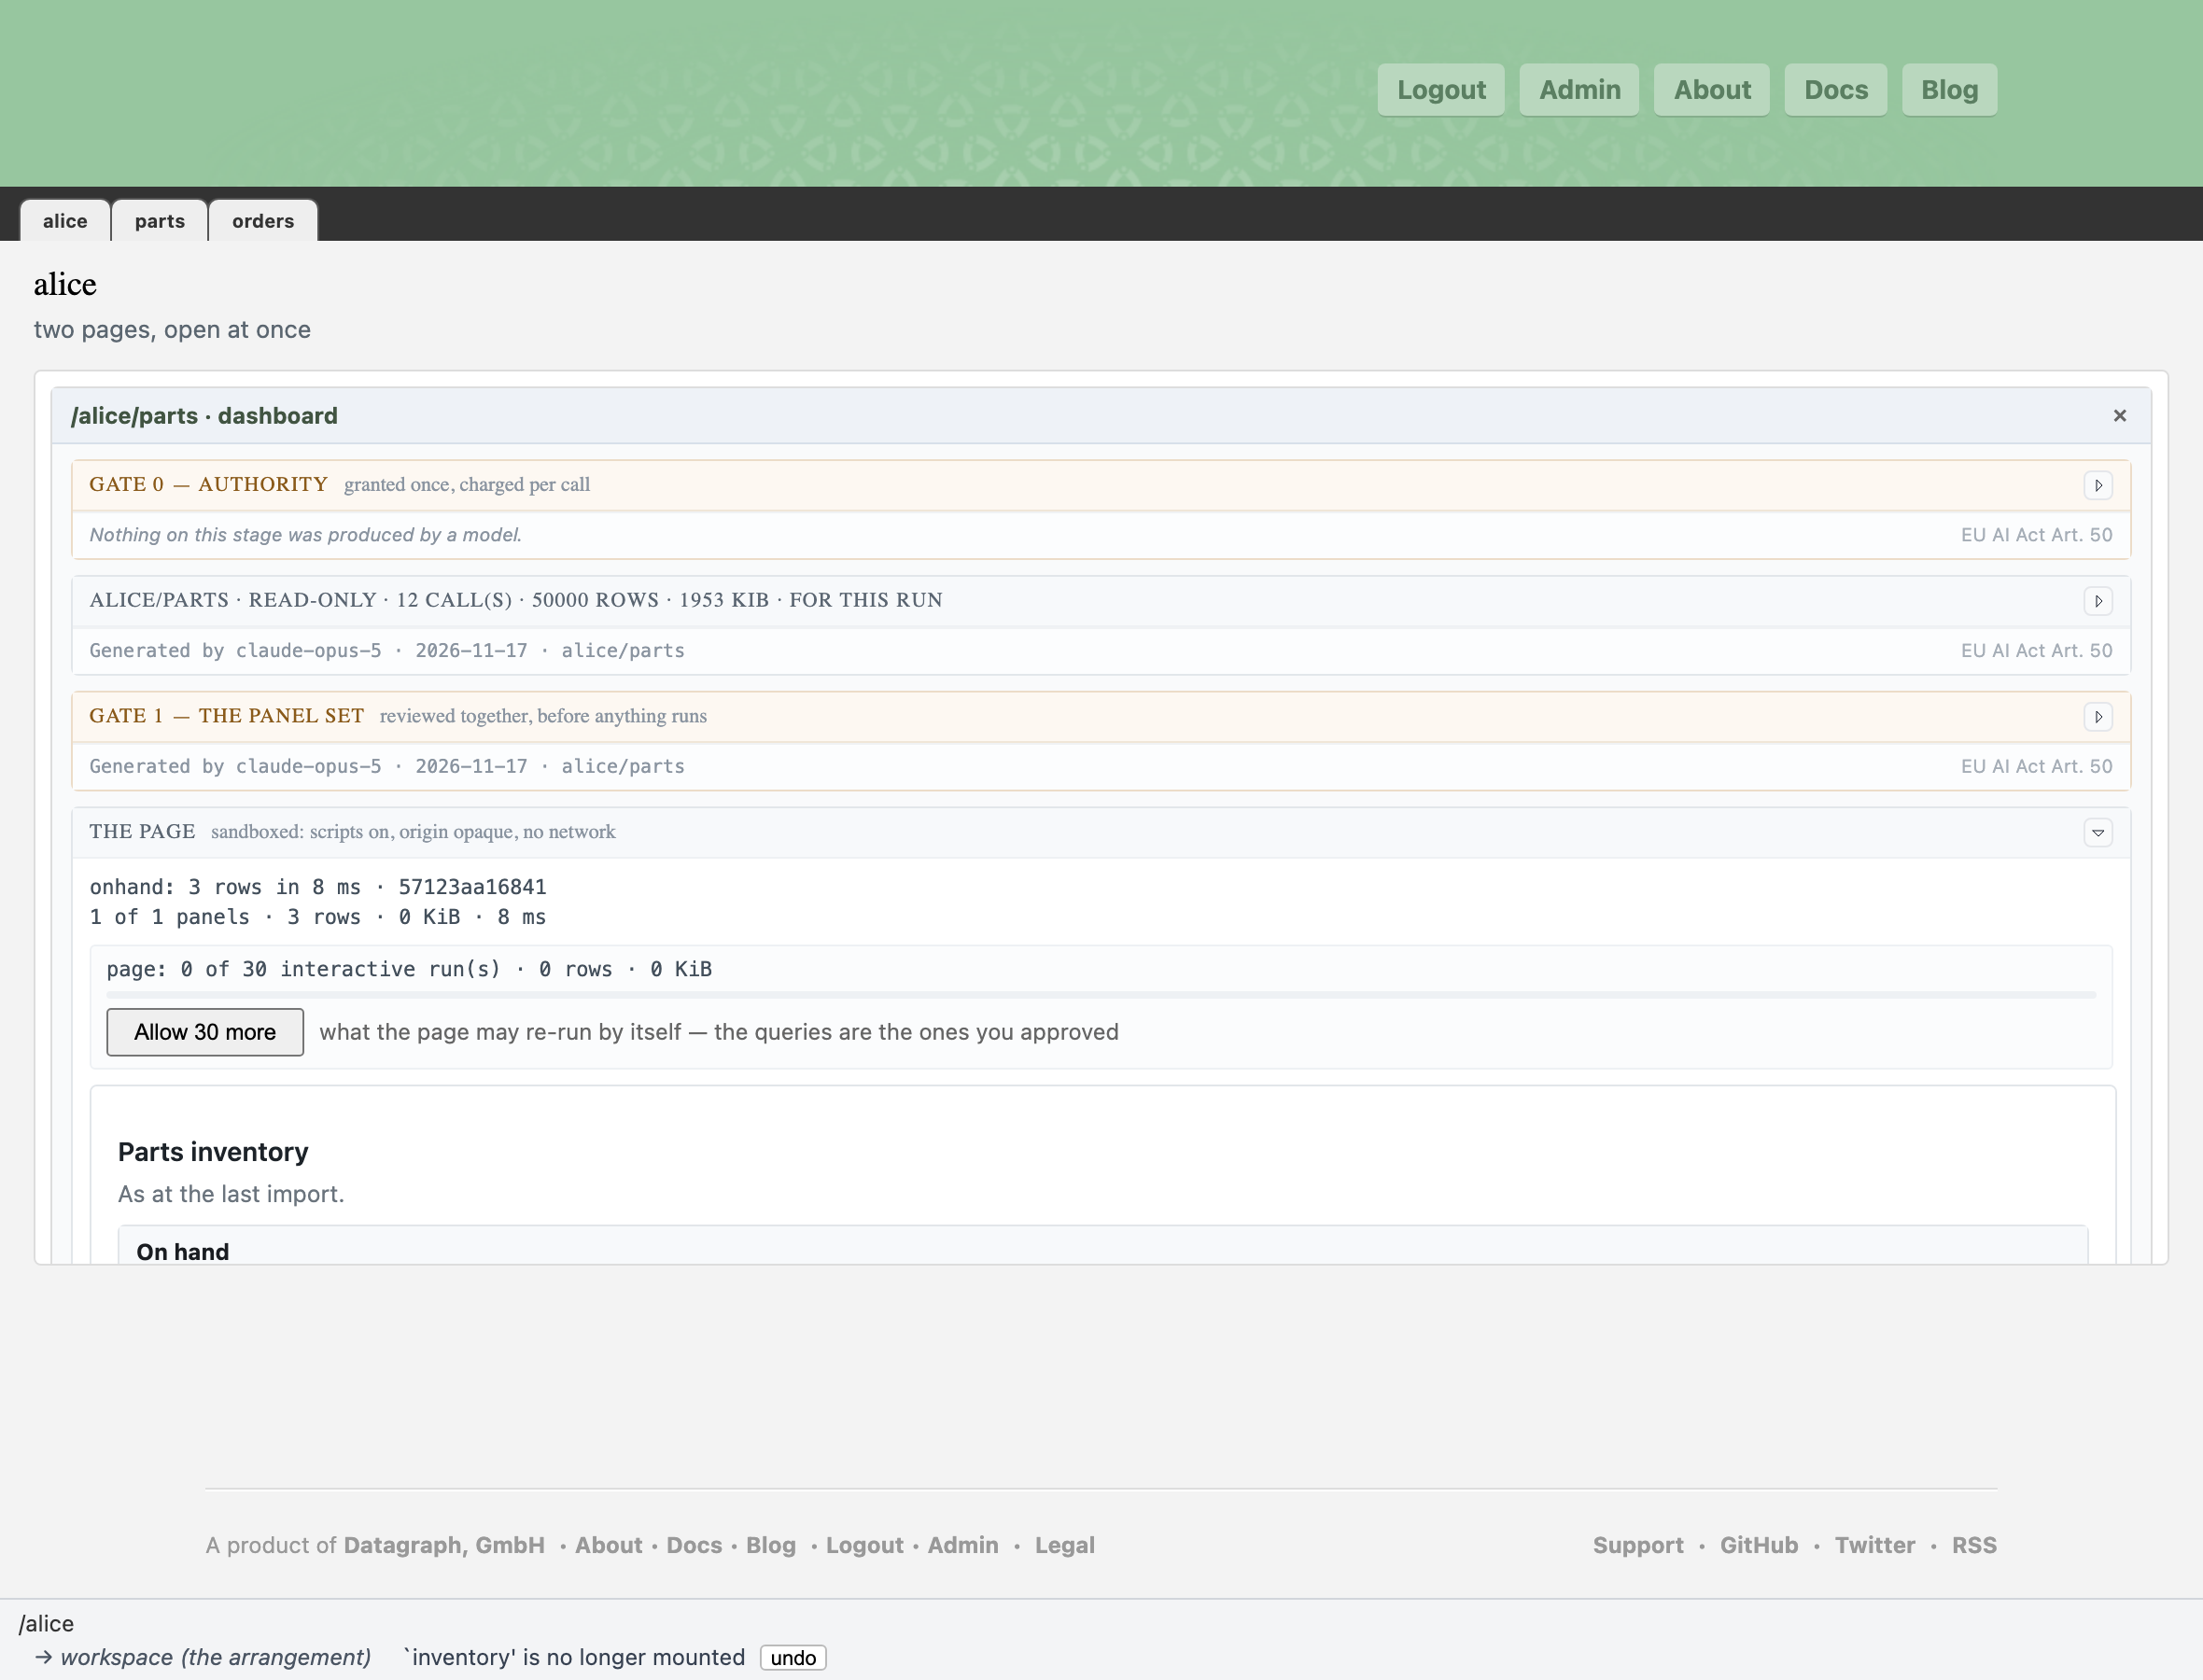 Logout Admin About Docs Blog
alice parts orders
alice
two pages, open at once
/alice/parts · dashboard ×
GATE 0 — AUTHORITY granted once, charged per call
Nothing on this stage was produced by a model. EU AI Act Art. 50
ALICE/PARTS · READ-ONLY · 12 CALL(S) · 50000 ROWS · 1953 KIB · FOR THIS RUN
Generated by claude-opus-5 · 2026-11-17 · alice/parts EU AI Act Art. 50
GATE 1 — THE PANEL SET reviewed together, before anything runs
Generated by claude-opus-5 · 2026-11-17 · alice/parts EU AI Act Art. 50
THE PAGE sandboxed: scripts on, origin opaque, no network
onhand: 3 rows in 8 ms · 57123aa16841
1 of 1 panels · 3 rows · 0 KiB · 8 ms
page: 0 of 30 interactive run(s) · 0 rows · 0 KiB
Allow 30 more what the page may re-run by itself — the queries are the ones you approved
Parts inventory
As at the last import.
On hand
A product of Datagraph, GmbH · About · Docs · Blog · Logout · Admin · Legal Support · GitHub · Twitter · RSS
/alice
→ workspace (the arrangement) `inventory' is no longer mounted undo